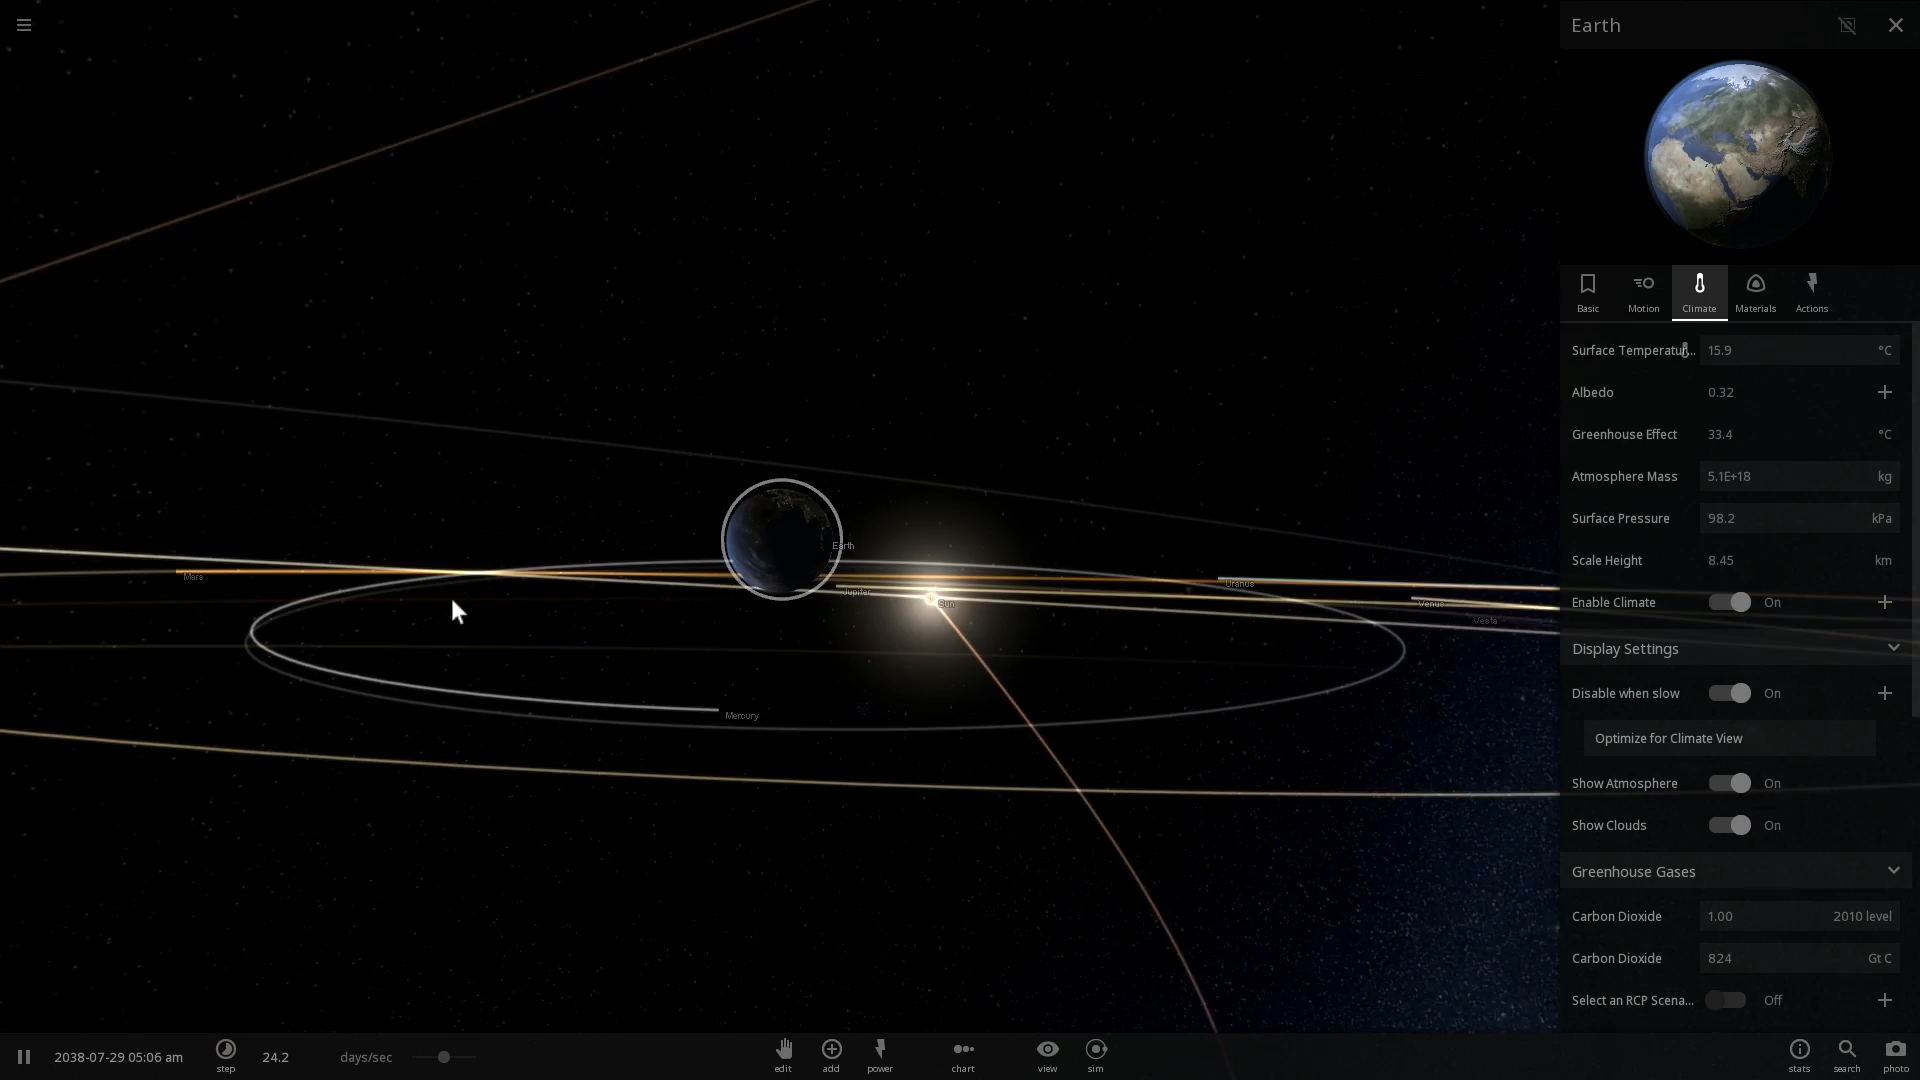 Earth
Basic
Motion
Climate
Materials
Actions
Surface Temperatur... 15.9 °C
Albedo 0.32
Greenhouse Effect 33.4 °C
Atmosphere Mass 5.1E+18 kg
Surface Pressure 98.2 kPa
Scale Height 8.45 km
Enable Climate On
Display Settings
Disable when slow On
Optimize for Climate View
Show Atmosphere On
Show Clouds On
Greenhouse Gases
Carbon Dioxide 1.00 2010 level
Carbon Dioxide 824 Gt C
Select an RCP Scena... Off
Earth
Mars
Jupiter
Sun
Uranus
Venus
Vesta
Mercury
2038-07-29 05:06 am
step
24.2 days/sec
edit
add
power
chart
view
sim
stats
search
photo